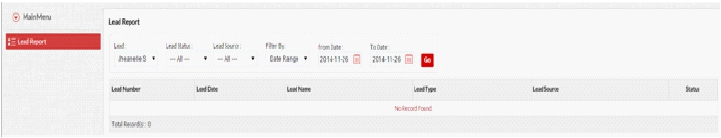 MainMenu
Lead Report
Lead Report
Lead : Lead Status : Lead Source : Filter By: From Date : To Date :
Jheanelle S --- All --- --- All --- Date Range 2014-11-26 2014-11-26 Go
Lead Number Lead Date Lead Name Lead Type Lead Source Status
No Record Found
Total Record(s) : 0